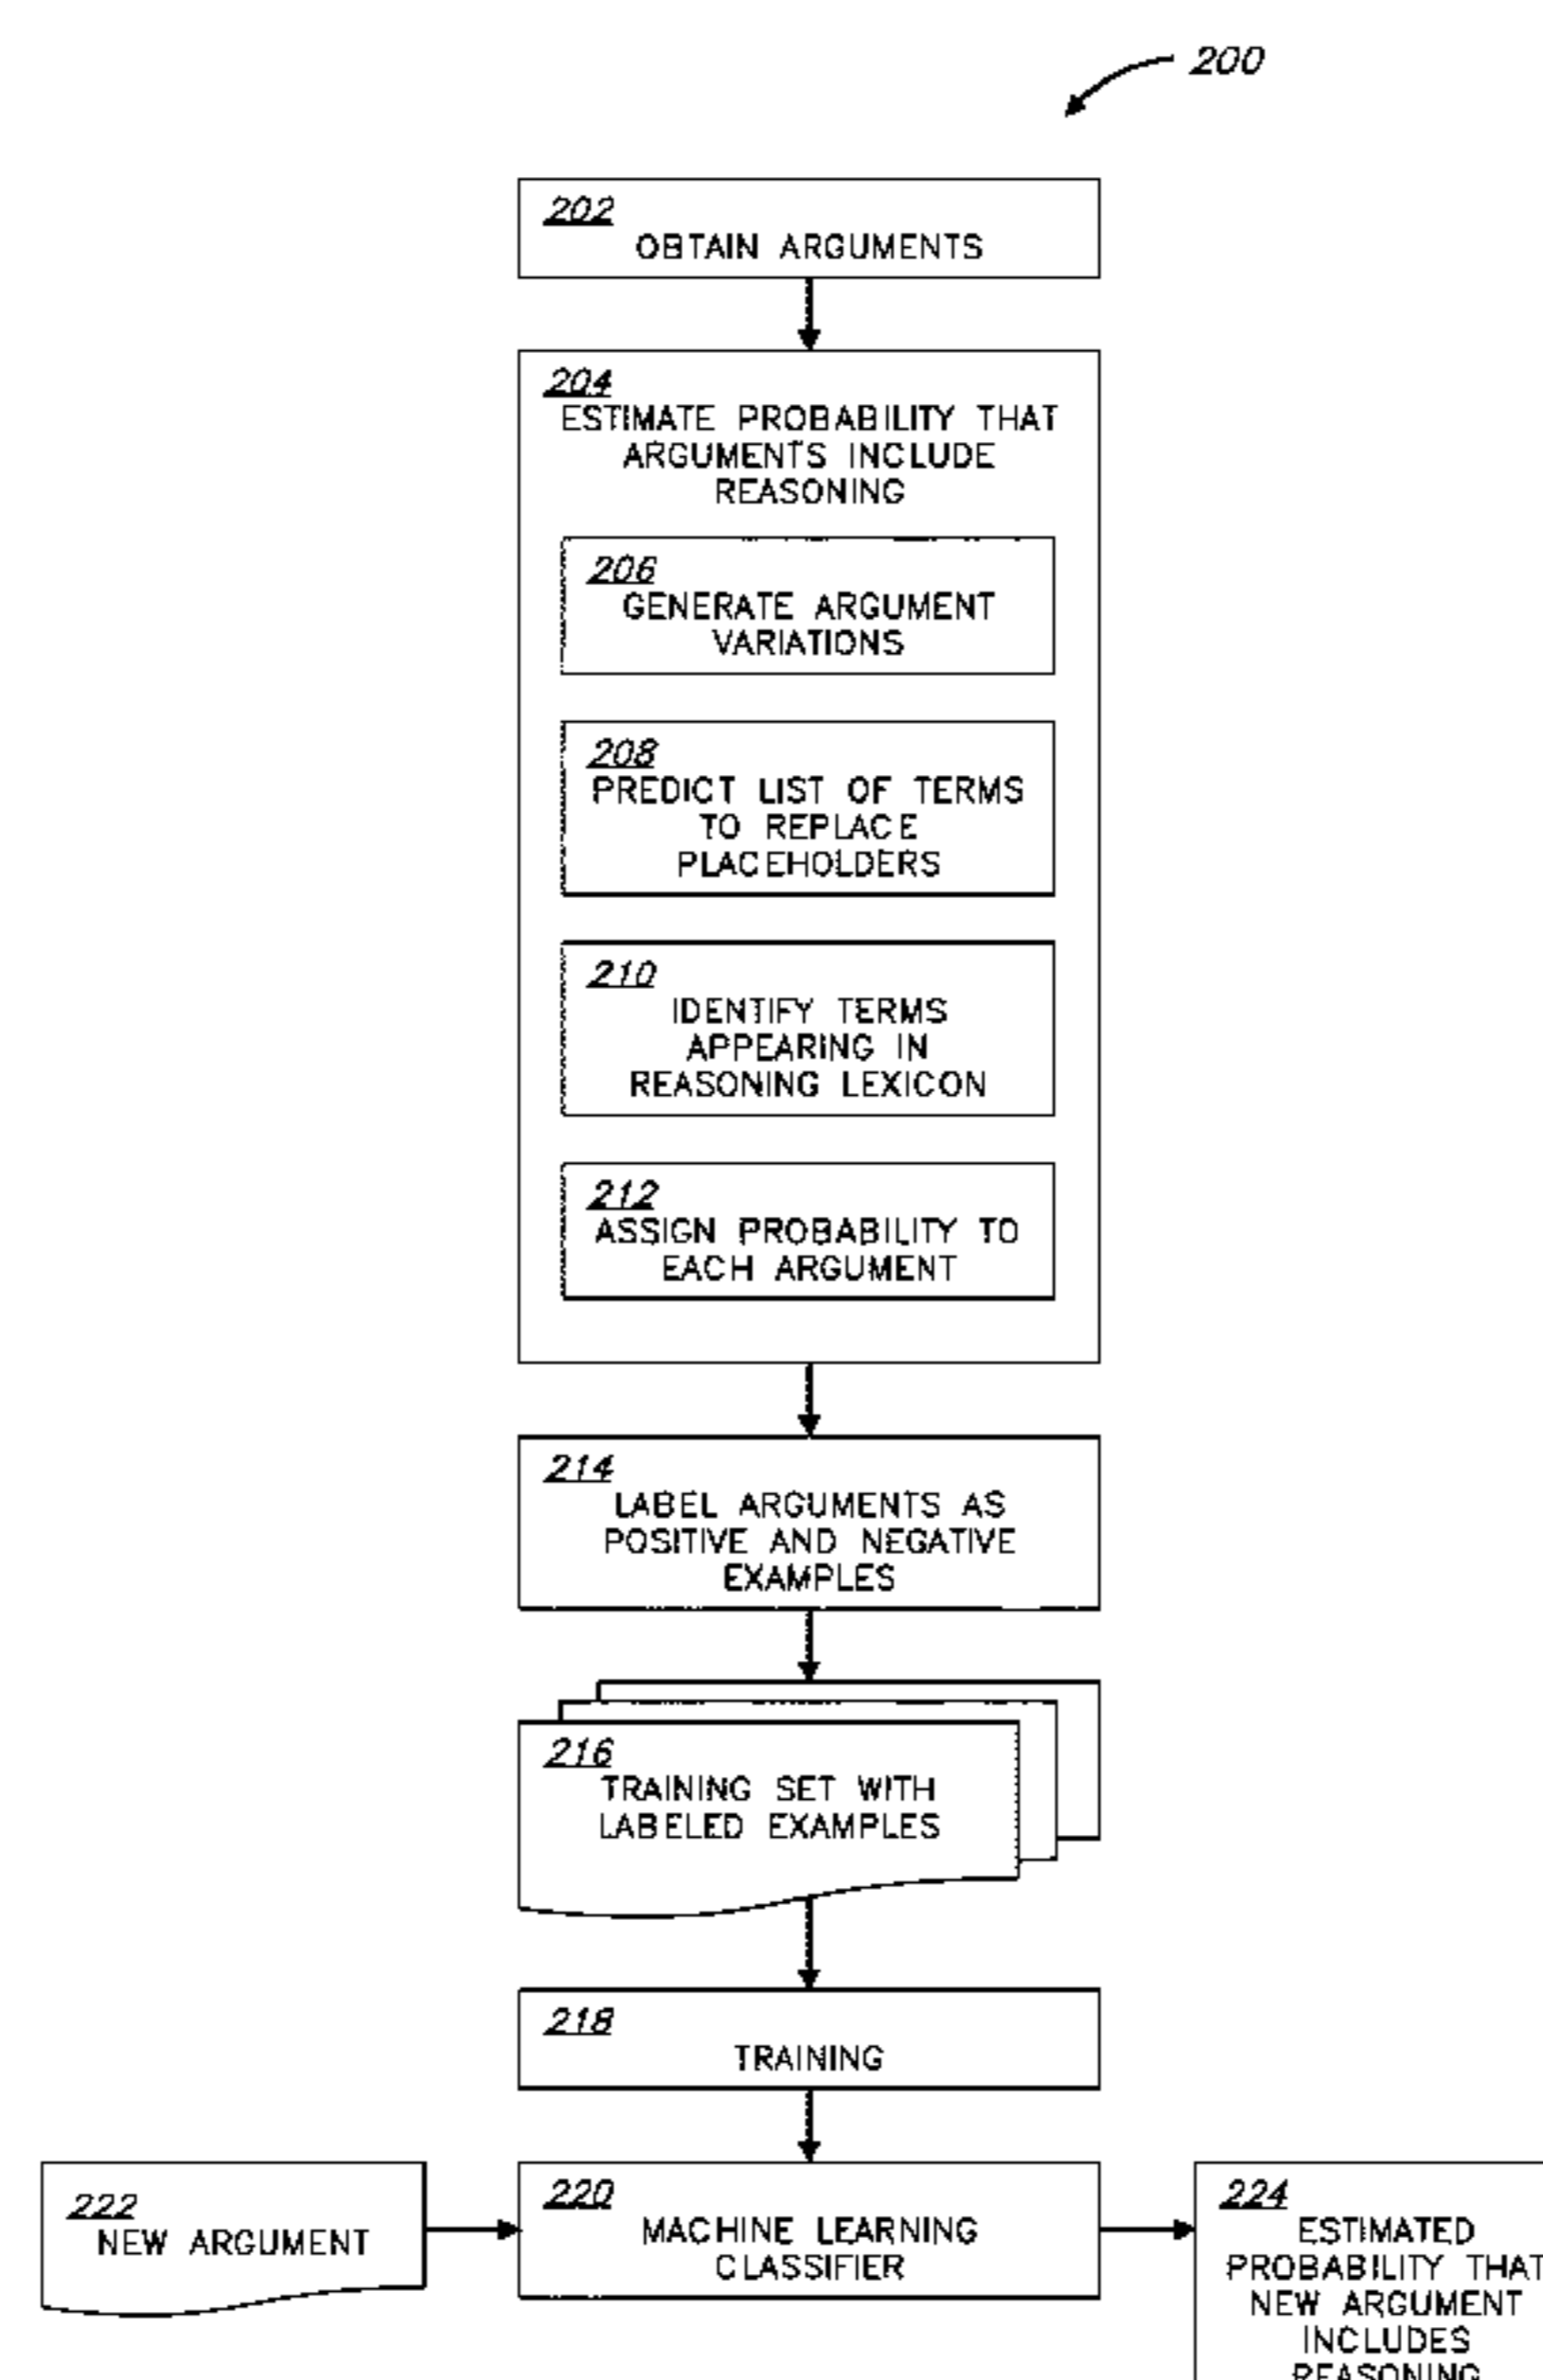 200
202
OBTAIN ARGUMENTS
204
ESTIMATE PROBABILITY THAT
ARGUMENTS INCLUDE
REASONING
206
GENERATE ARGUMENT
VARIATIONS
208
PREDICT LIST OF TERMS
TO REPLACE
PLACEHOLDERS
210
IDENTIFY TERMS
APPEARING IN
REASONING LEXICON
212
ASSIGN PROBABILITY TO
EACH ARGUMENT
214
LABEL ARGUMENTS AS
POSITIVE AND NEGATIVE
EXAMPLES
216
TRAINING SET WITH
LABELED EXAMPLES
218
TRAINING
222
NEW ARGUMENT
220
MACHINE LEARNING
CLASSIFIER
224
ESTIMATED
PROBABILITY THAT
NEW ARGUMENT
INCLUDES
REASONING